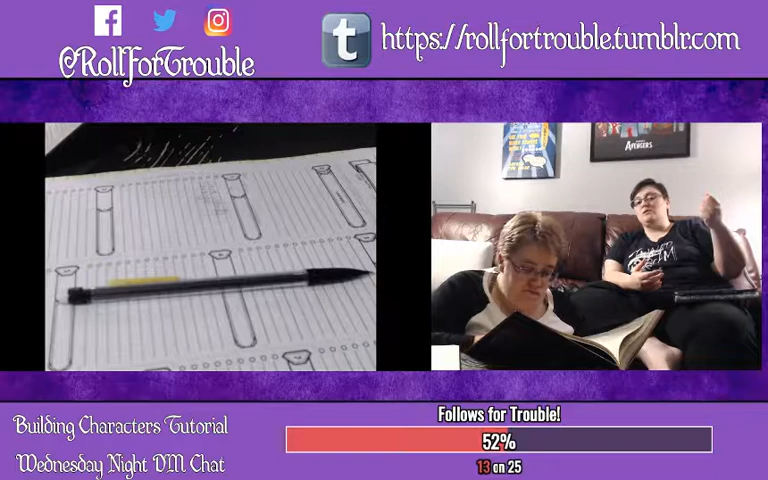 f
t
https://rollfortrouble.tumblr.com
@RollForTrouble
AVENGERS
Follows for Trouble!
Building Characters Tutorial
52%
Wednesday Night DM Chat
13 on 25